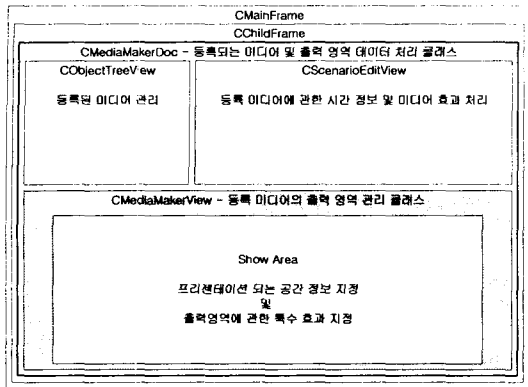 CMainFrame
CChildFrame
CMediaMakerDoc - 등록되는 미디어 및 출력 영역 데이터 처리 클래스
CObjectTreeView
등록된 미디어 관리
CScenarioEditView
등록 미디어에 관한 시간 정보 및 미디어 효과 처리
CMediaMakerView - 등록 미디어의 출력 영역 관리 클래스
Show Area
프리젠테이션 되는 공간 정보 지정
및
출력영역에 관한 특수 효과 지정